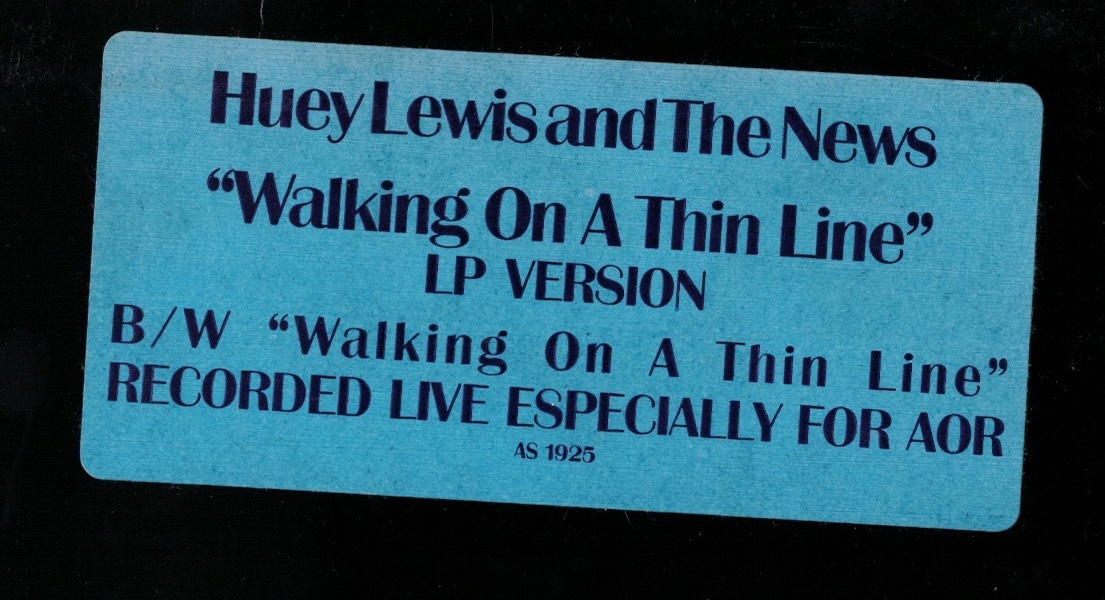 Huey Lewis and The News
“Walking On A Thin Line”
LP VERSION
B/W “Walking On A Thin Line”
RECORDED LIVE ESPECIALLY FOR AOR
AS 1925